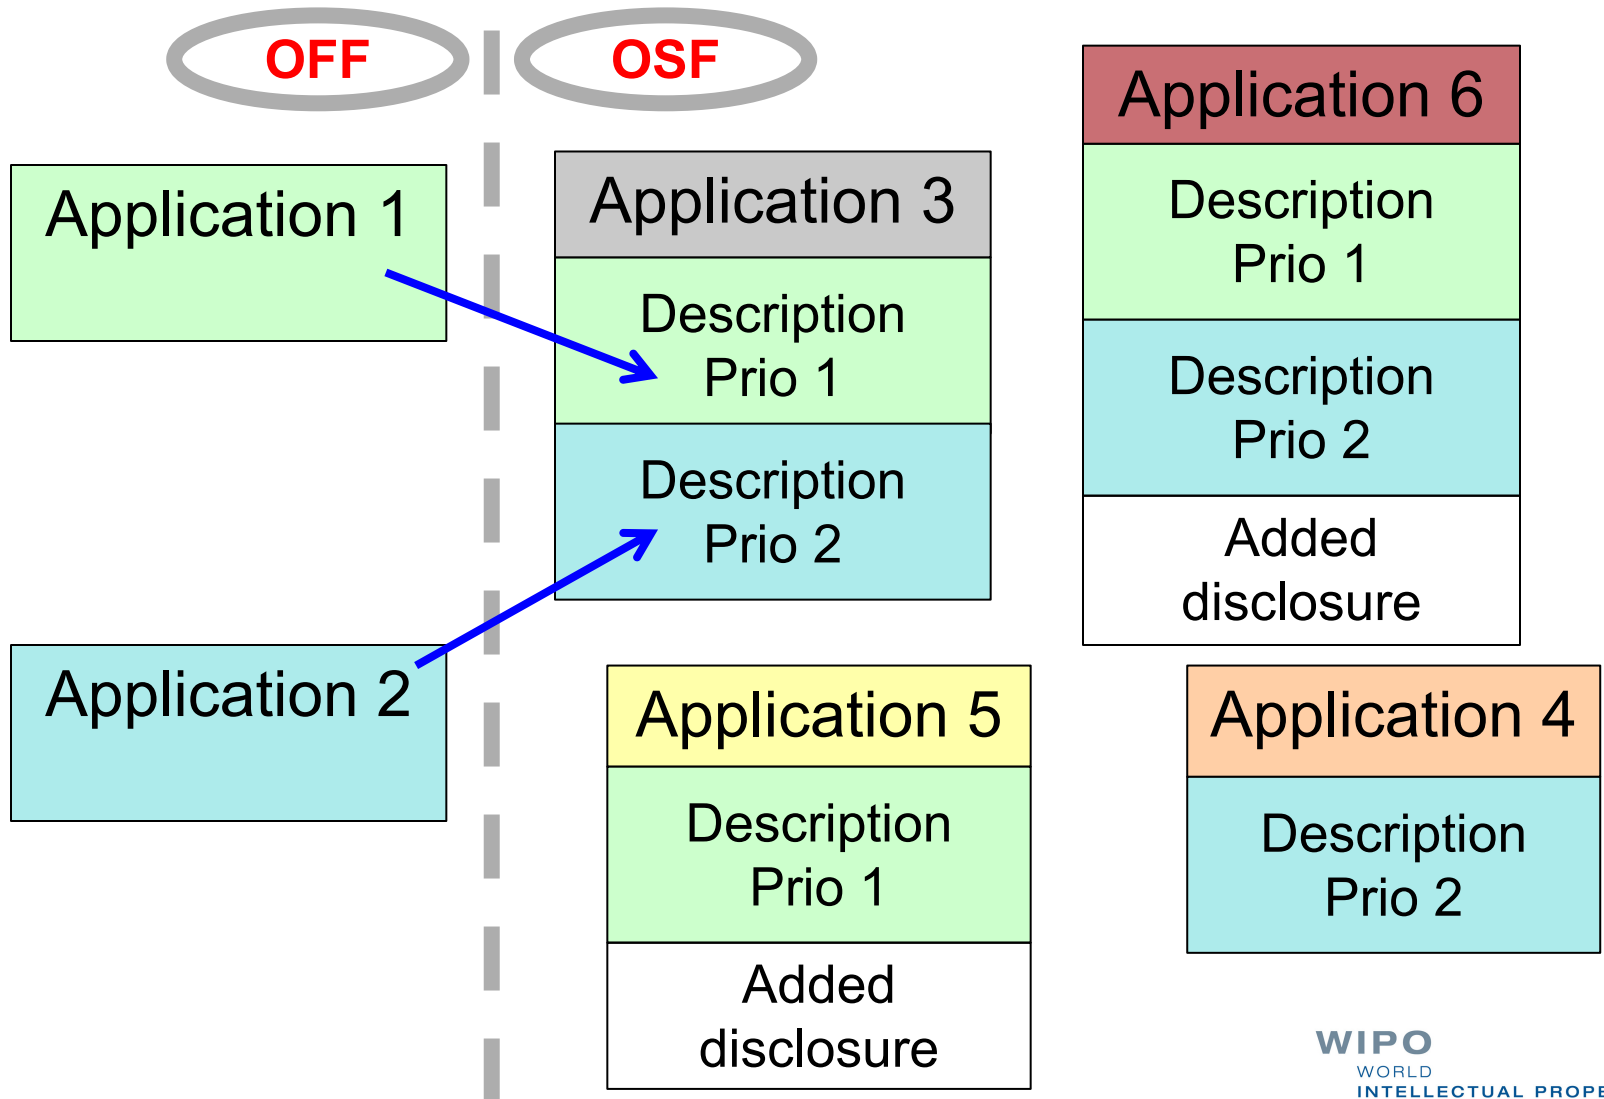 OFF
OSF
Application 1
Application 2
Application 3
Description
Prio 1
Description
Prio 2
Application 5
Description
Prio 1
Added
disclosure
Application 6
Description
Prio 1
Description
Prio 2
Added
disclosure
Application 4
Description
Prio 2
WIPO
WORLD
INTELLECTUAL PROPE